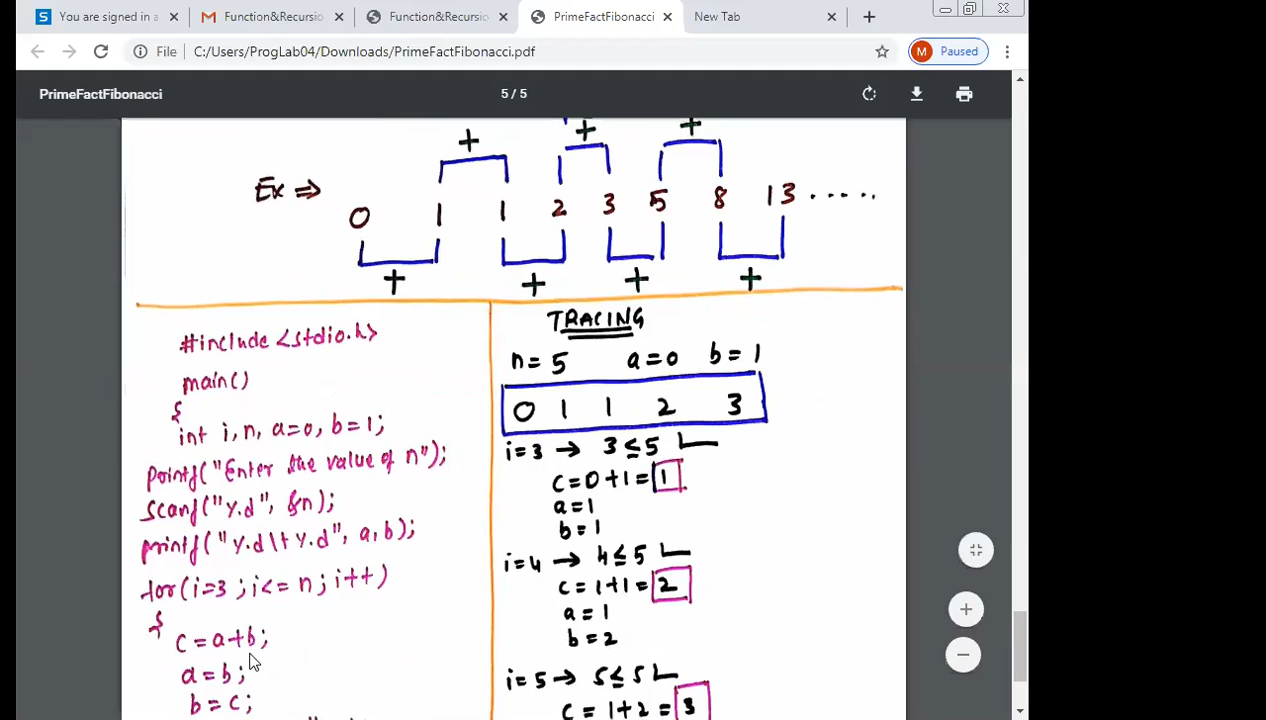 You are signed in a
Function&Recursio
Function&Recursio
PrimeFactFibonacci
New Tab
File
C:/Users/ProgLab04/Downloads/PrimeFactFibonacci.pdf
M Paused
PrimeFactFibonacci
5 / 5
+ + +
Ex ⇒ 0 1 1 2 3 5 8 13 .....
+ + + +
#include <stdio.h>
main()
{
int i,n, a=0, b=1;
printf("Enter the value of n");
scanf("%d", &n);
printf("%d\t%d", a,b);
for(i=3 ;i<= n ;i++)
{
c=a+b;
a=b;
b=c;
TRACING
n= 5 a=0 b=1
0 1 1 2 3
i=3 → 3≤5
c=0+1=1
a=1
b=1
i=4 → 4≤5
c=1+1=2
a=1
b=2
i=5 → 5≤5
c=1+2=3